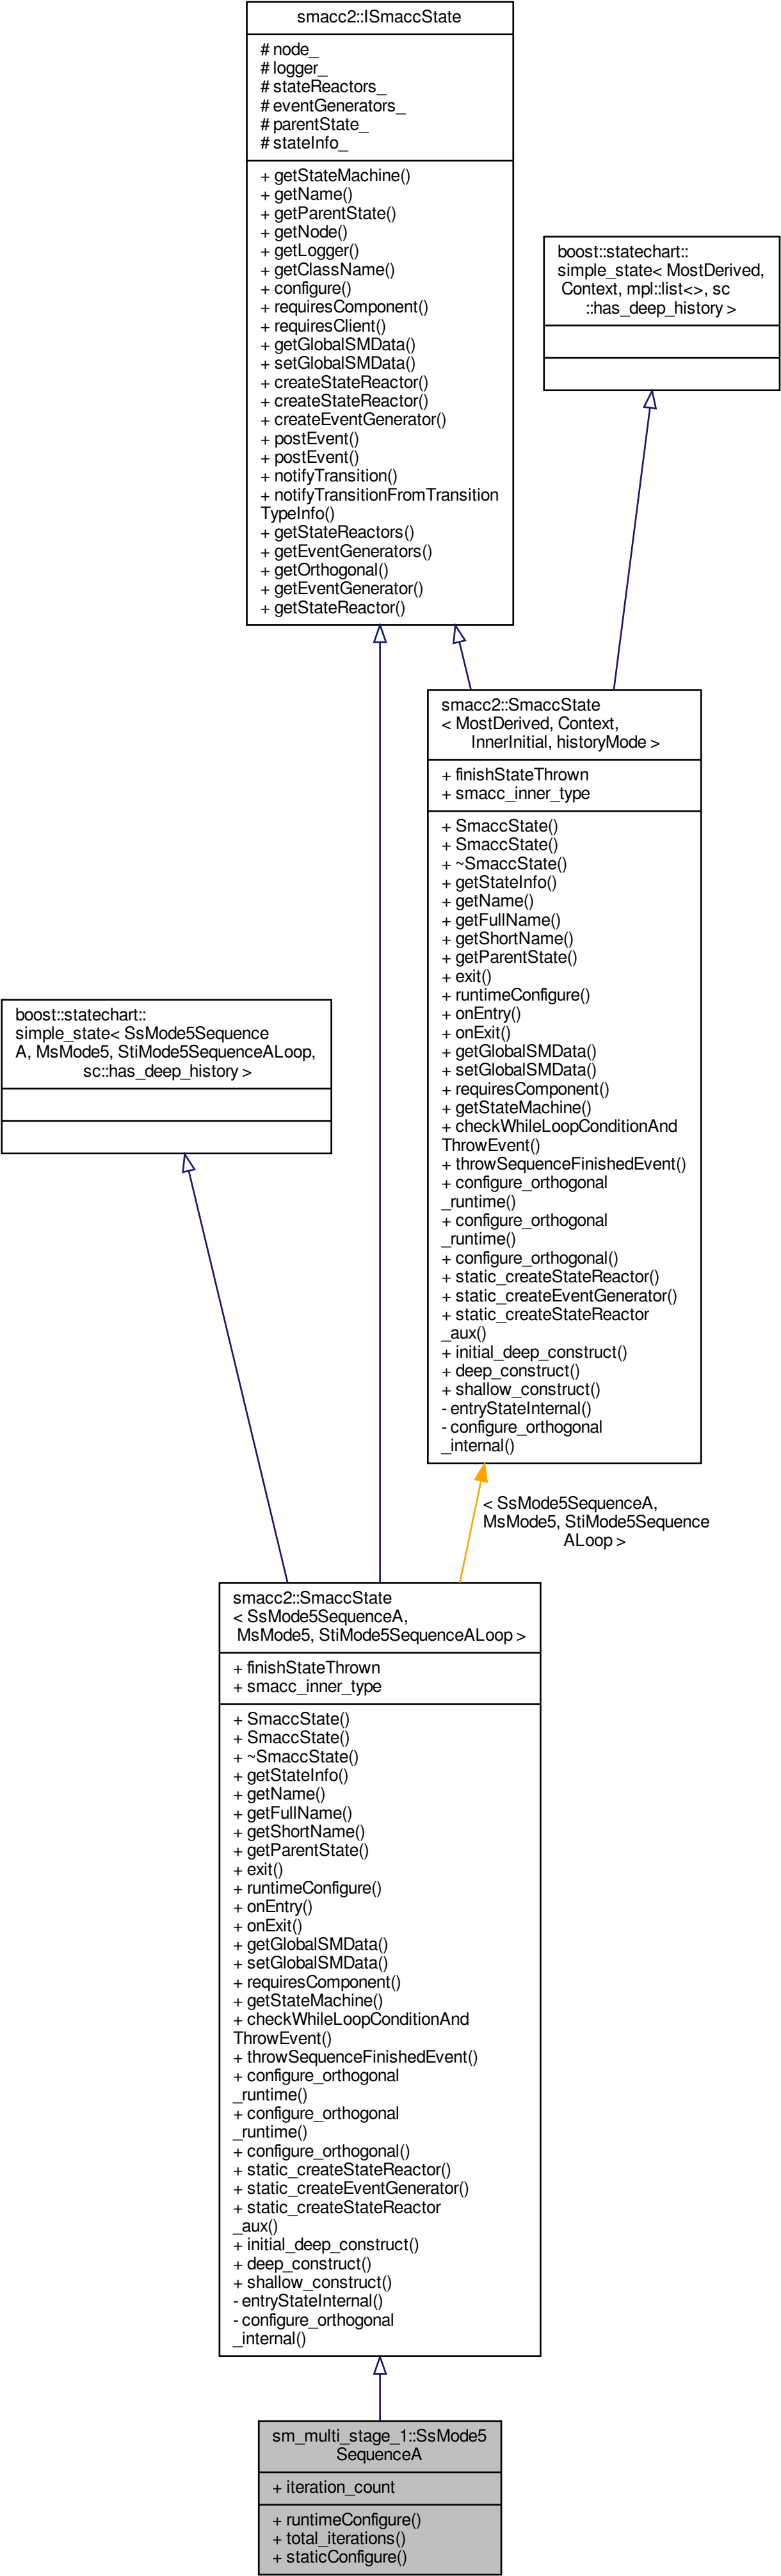 smacc2::ISmaccState
# node_
# logger_
# stateReactors_
# eventGenerators_
# parentState_
# stateInfo_
+ getStateMachine()
+ getName()
+ getParentState()
+ getNode()
+ getLogger()
+ getClassName()
+ configure()
+ requiresComponent()
+ requiresClient()
+ getGlobalSMData()
+ setGlobalSMData()
+ createStateReactor()
+ createStateReactor()
+ createEventGenerator()
+ postEvent()
+ postEvent()
+ notifyTransition()
+ notifyTransitionFromTransition
TypeInfo()
+ getStateReactors()
+ getEventGenerators()
+ getOrthogonal()
+ getEventGenerator()
+ getStateReactor()
boost::statechart::
simple_state< MostDerived,
Context, mpl::list<>, sc
::has_deep_history >
smacc2::SmaccState
< MostDerived, Context,
InnerInitial, historyMode >
+ finishStateThrown
+ smacc_inner_type
+ SmaccState()
+ SmaccState()
+ ~SmaccState()
+ getStateInfo()
+ getName()
+ getFullName()
+ getShortName()
+ getParentState()
+ exit()
+ runtimeConfigure()
+ onEntry()
+ onExit()
+ getGlobalSMData()
+ setGlobalSMData()
+ requiresComponent()
+ getStateMachine()
+ checkWhileLoopConditionAnd
ThrowEvent()
+ throwSequenceFinishedEvent()
+ configure_orthogonal
_runtime()
+ configure_orthogonal
_runtime()
+ configure_orthogonal()
+ static_createStateReactor()
+ static_createEventGenerator()
+ static_createStateReactor
_aux()
+ initial_deep_construct()
+ deep_construct()
+ shallow_construct()
- entryStateInternal()
- configure_orthogonal
_internal()
boost::statechart::
simple_state< SsMode5Sequence
A, MsMode5, StiMode5SequenceALoop,
sc::has_deep_history >
< SsMode5SequenceA,
MsMode5, StiMode5Sequence
ALoop >
smacc2::SmaccState
< SsMode5SequenceA,
MsMode5, StiMode5SequenceALoop >
+ finishStateThrown
+ smacc_inner_type
+ SmaccState()
+ SmaccState()
+ ~SmaccState()
+ getStateInfo()
+ getName()
+ getFullName()
+ getShortName()
+ getParentState()
+ exit()
+ runtimeConfigure()
+ onEntry()
+ onExit()
+ getGlobalSMData()
+ setGlobalSMData()
+ requiresComponent()
+ getStateMachine()
+ checkWhileLoopConditionAnd
ThrowEvent()
+ throwSequenceFinishedEvent()
+ configure_orthogonal
_runtime()
+ configure_orthogonal
_runtime()
+ configure_orthogonal()
+ static_createStateReactor()
+ static_createEventGenerator()
+ static_createStateReactor
_aux()
+ initial_deep_construct()
+ deep_construct()
+ shallow_construct()
- entryStateInternal()
- configure_orthogonal
_internal()
sm_multi_stage_1::SsMode5
SequenceA
+ iteration_count
+ runtimeConfigure()
+ total_iterations()
+ staticConfigure()